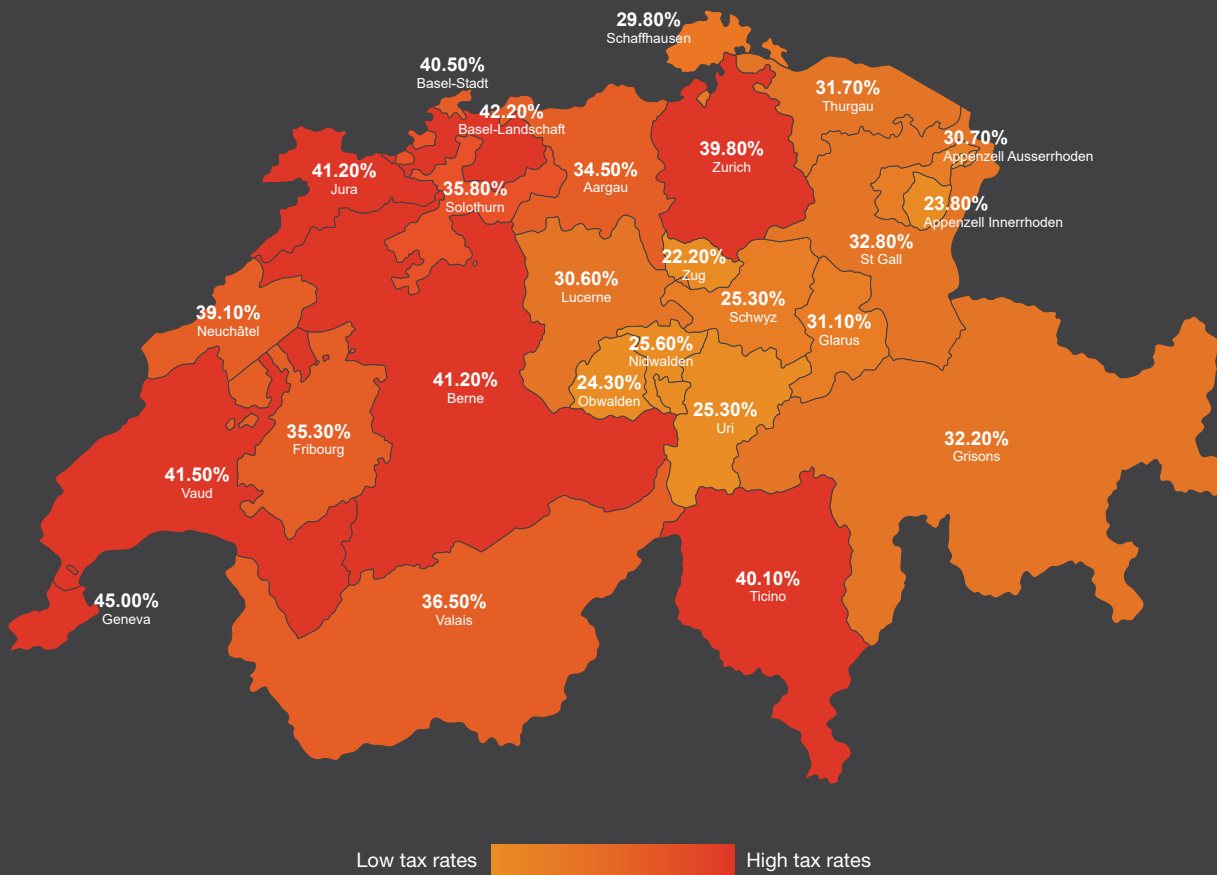 29.80%
Schaffhausen
40.50%
Basel-Stadt
31.70%
Thurgau
42.20%
Basel-Landschaft
30.70%
Appenzell Ausserrhoden
39.80%
Zurich
41.20%
Jura
34.50%
Aargau
35.80%
Solothurn
23.80%
Appenzell Innerrhoden
32.80%
St Gall
22.20%
Zug
30.60%
Lucerne
25.30%
Schwyz
39.10%
Neuchâtel
31.10%
Glarus
25.60%
Nidwalden
41.20%
Berne
24.30%
Obwalden
25.30%
Uri
35.30%
Fribourg
32.20%
Grisons
41.50%
Vaud
40.10%
Ticino
45.00%
Geneva
36.50%
Valais
Low tax rates
High tax rates